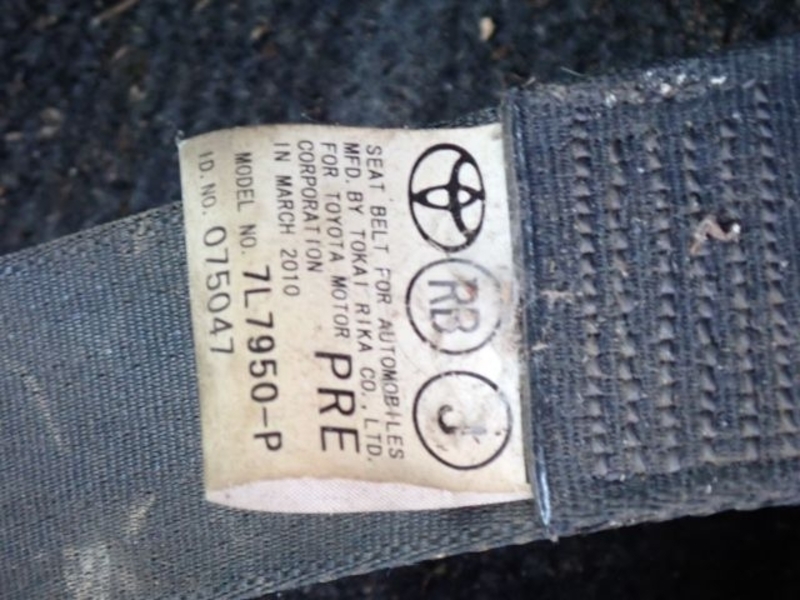 RB J
SEAT BELT FOR AUTOMOBILES
MFD. BY TOKAI RIKA CO., LTD.
FOR TOYOTA MOTOR
CORPORATION
PRE
IN MARCH 2010
MODEL NO. 7L7950-P
ID. NO. 075047